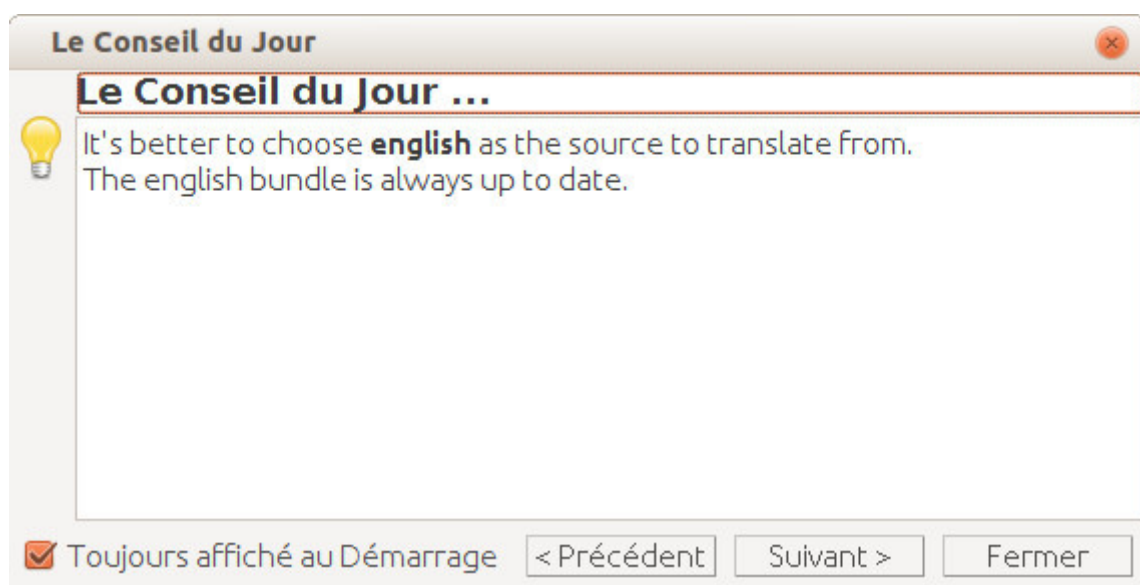 Le Conseil du Jour
Le Conseil du Jour ...
It's better to choose english as the source to translate from.
The english bundle is always up to date.
Toujours affiché au Démarrage < Précédent Suivant > Fermer